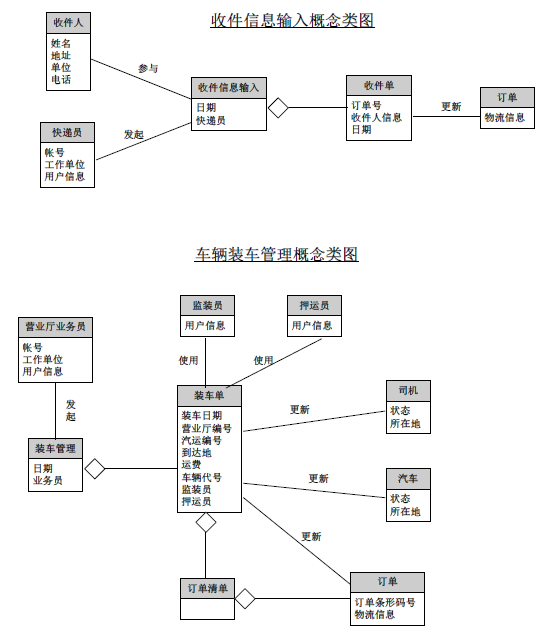 收件信息输入概念类图
收件人
姓名
地址
单位
电话
参与
收件信息输入
日期
快递员
收件单
订单号
收件人信息
日期
更新
订单
物流信息
快递员
帐号
工作单位
用户信息
发起
车辆装车管理概念类图
监装员
用户信息
押运员
用户信息
营业厅业务员
帐号
工作单位
用户信息
使用
使用
发起
装车单
装车日期
营业厅编号
汽运编号
到达地
运费
车辆代号
监装员
押运员
更新
司机
状态
所在地
装车管理
日期
业务员
更新
汽车
状态
所在地
更新
订单清单
订单
订单条形码号
物流信息